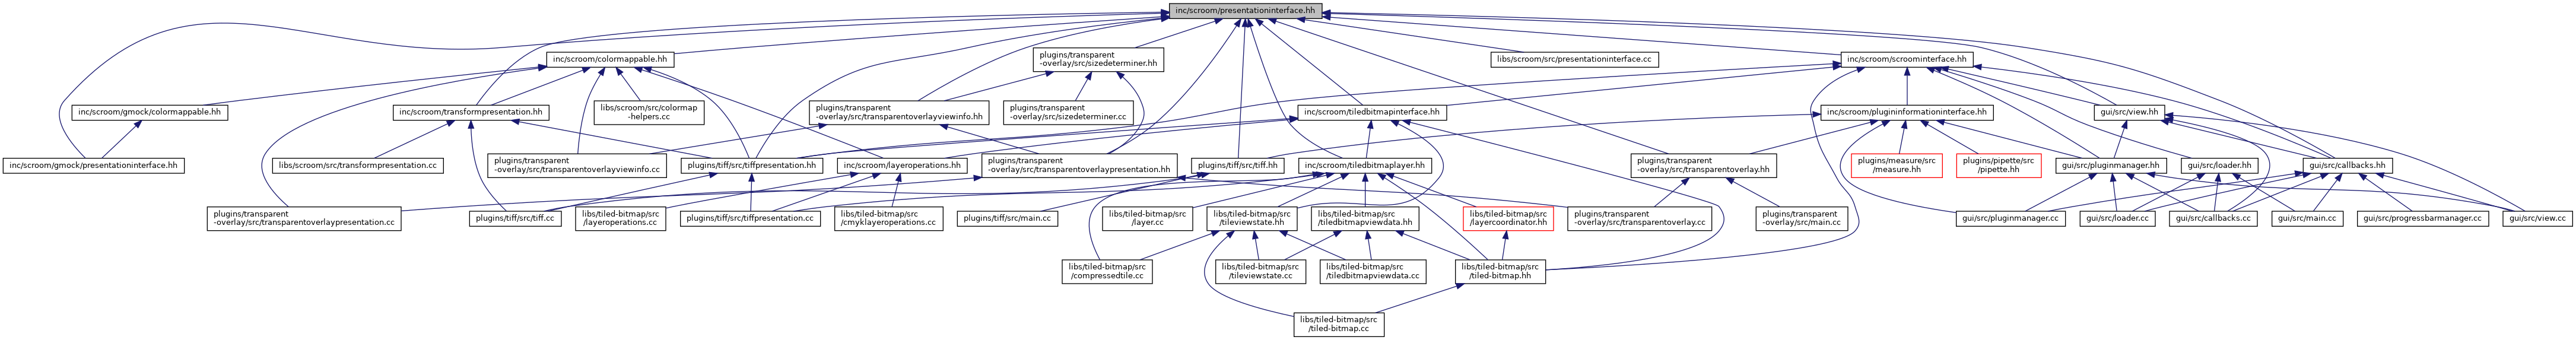 inc/scroom/presentationinterface.hh
inc/scroom/colormappable.hh
plugins/transparent
-overlay/src/sizedeterminer.hh
libs/scroom/src/presentationinterface.cc
inc/scroom/scroominterface.hh
inc/scroom/gmock/colormappable.hh
inc/scroom/transformpresentation.hh
libs/scroom/src/colormap
-helpers.cc
plugins/transparent
-overlay/src/transparentoverlayviewinfo.hh
plugins/transparent
-overlay/src/sizedeterminer.cc
inc/scroom/tiledbitmapinterface.hh
inc/scroom/plugininformationinterface.hh
gui/src/view.hh
inc/scroom/gmock/presentationinterface.hh
libs/scroom/src/transformpresentation.cc
plugins/transparent
-overlay/src/transparentoverlayviewinfo.cc
plugins/tiff/src/tiffpresentation.hh
inc/scroom/layeroperations.hh
plugins/transparent
-overlay/src/transparentoverlaypresentation.hh
plugins/tiff/src/tiff.hh
inc/scroom/tiledbitmaplayer.hh
plugins/transparent
-overlay/src/transparentoverlay.hh
plugins/measure/src
/measure.hh
plugins/pipette/src
/pipette.hh
gui/src/pluginmanager.hh
gui/src/loader.hh
gui/src/callbacks.hh
plugins/transparent
-overlay/src/transparentoverlaypresentation.cc
plugins/tiff/src/tiff.cc
libs/tiled-bitmap/src
/layeroperations.cc
plugins/tiff/src/tiffpresentation.cc
libs/tiled-bitmap/src
/cmyklayeroperations.cc
plugins/tiff/src/main.cc
libs/tiled-bitmap/src
/layer.cc
libs/tiled-bitmap/src
/tileviewstate.hh
libs/tiled-bitmap/src
/tiledbitmapviewdata.hh
libs/tiled-bitmap/src
/layercoordinator.hh
plugins/transparent
-overlay/src/transparentoverlay.cc
plugins/transparent
-overlay/src/main.cc
gui/src/pluginmanager.cc
gui/src/loader.cc
gui/src/callbacks.cc
gui/src/main.cc
gui/src/progressbarmanager.cc
gui/src/view.cc
libs/tiled-bitmap/src
/compressedtile.cc
libs/tiled-bitmap/src
/tileviewstate.cc
libs/tiled-bitmap/src
/tiledbitmapviewdata.cc
libs/tiled-bitmap/src
/tiled-bitmap.hh
libs/tiled-bitmap/src
/tiled-bitmap.cc